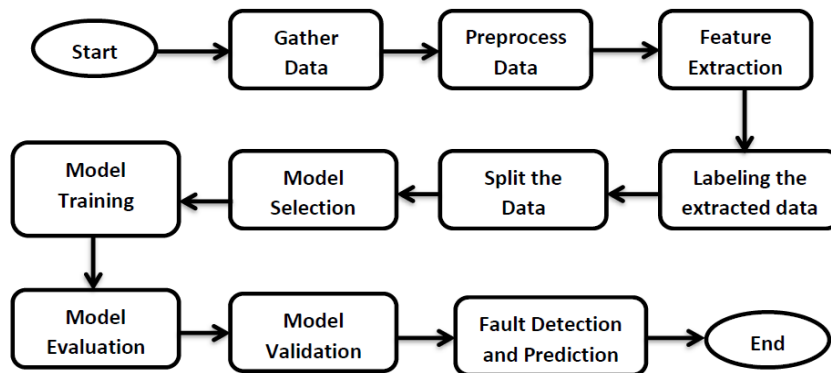 Start
Gather
Data
Preprocess
Data
Feature
Extraction
Labeling the
extracted data
Split the
Data
Model
Selection
Model
Training
Model
Evaluation
Model
Validation
Fault Detection
and Prediction
End